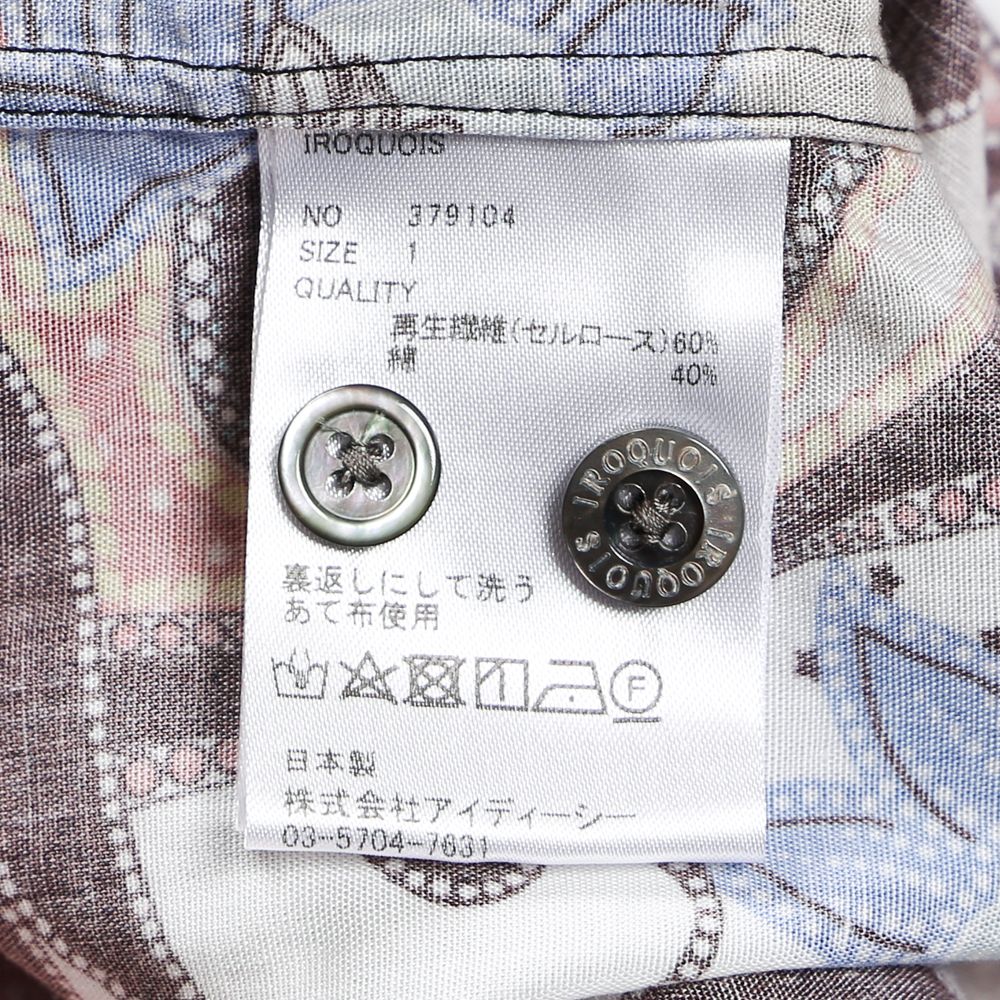 IROQUOIS
NO 379104
SIZE 1
QUALITY
再生繊維(セルロース)60%
綿 40%
IROQUOIS IROQUOIS
裏返しにして洗う
あて布使用
F
日本製
株式会社アイディーシー
03-5704-7631